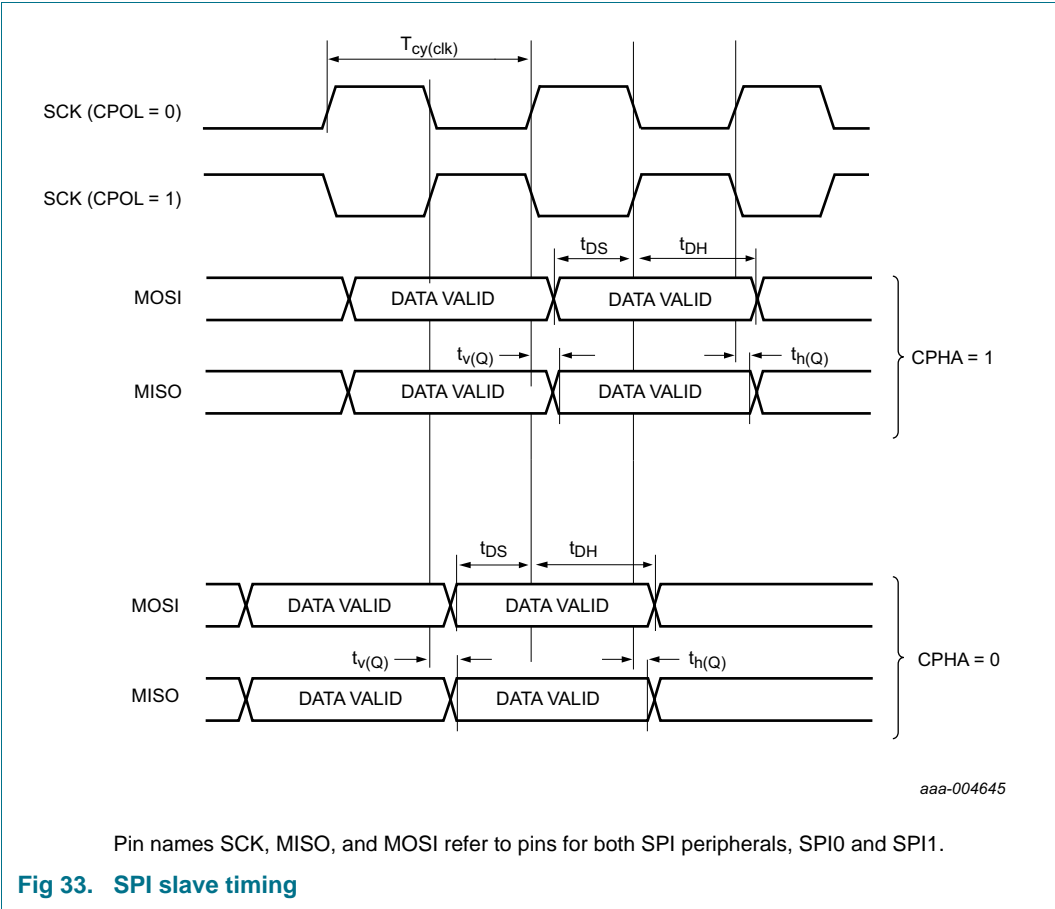 Tcy(clk)
SCK (CPOL = 0)
SCK (CPOL = 1)
tDS tDH
MOSI DATA VALID DATA VALID
tv(Q) th(Q)
CPHA = 1
MISO DATA VALID DATA VALID
tDS tDH
MOSI DATA VALID DATA VALID
tv(Q) th(Q)
CPHA = 0
MISO DATA VALID DATA VALID
aaa-004645
Pin names SCK, MISO, and MOSI refer to pins for both SPI peripherals, SPI0 and SPI1.
Fig 33. SPI slave timing